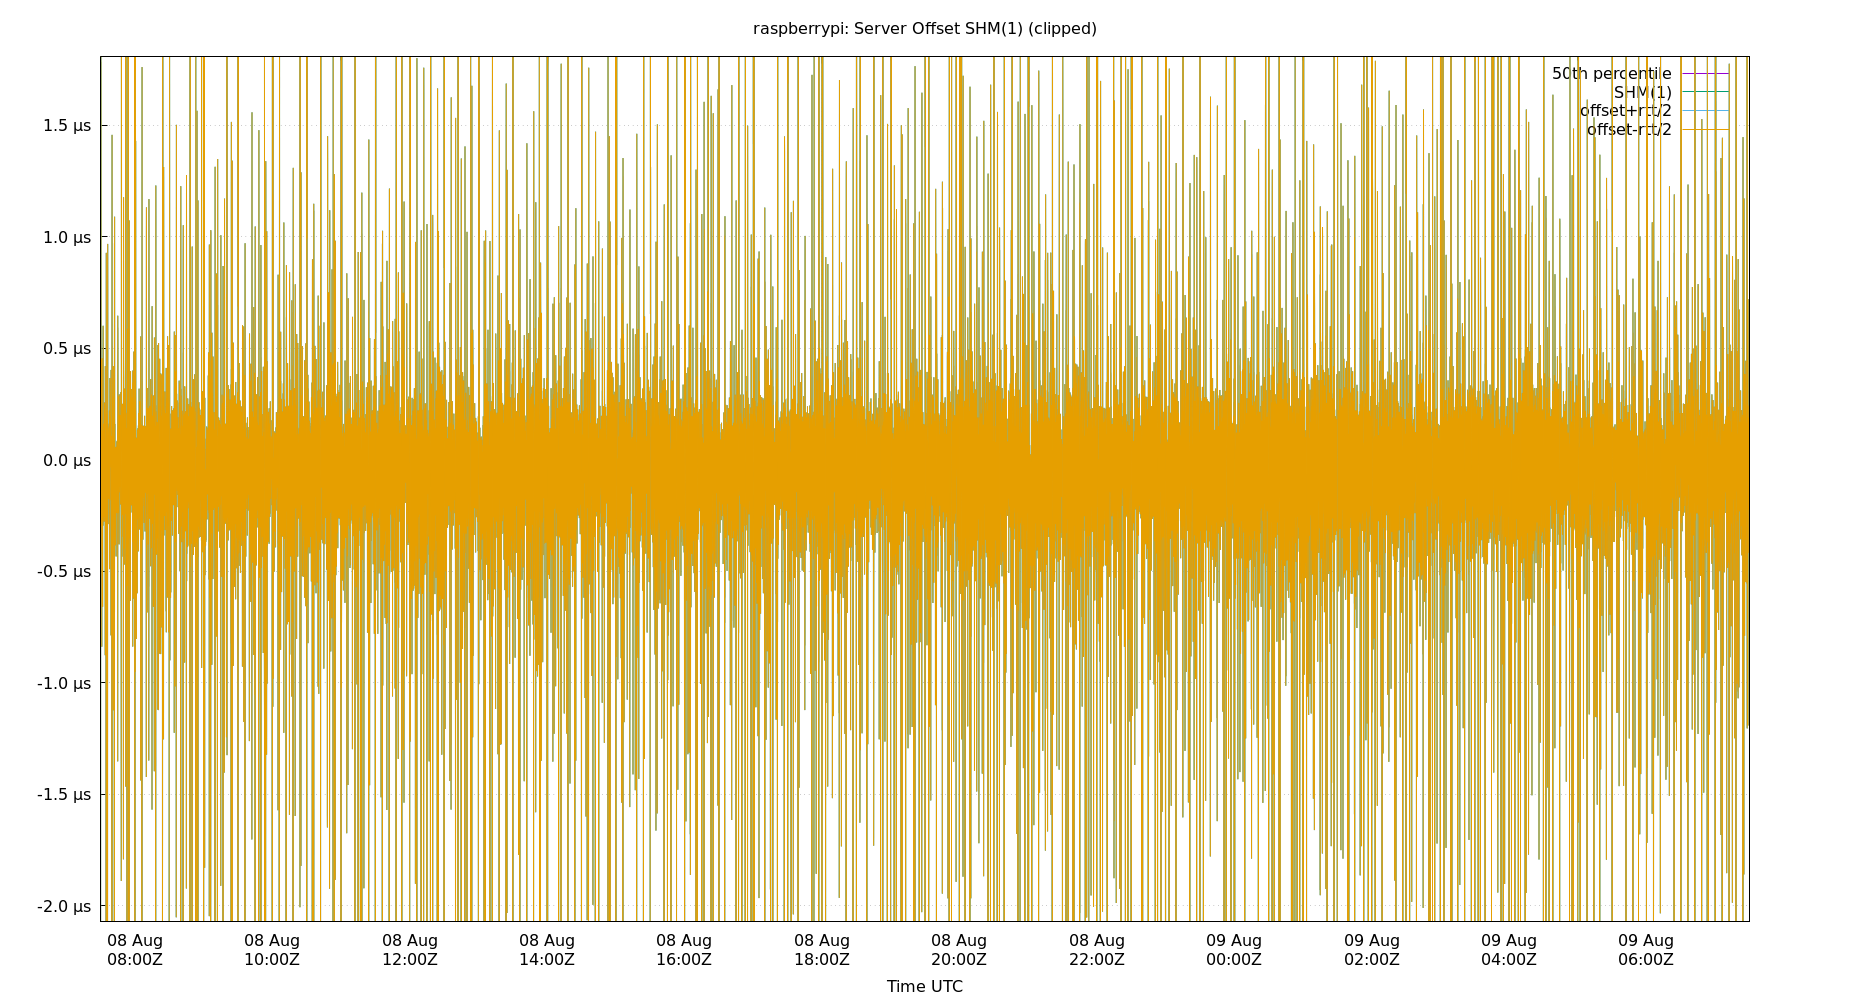 raspberrypi: Server Offset SHM(1) (clipped)
50th percentile
SHM(1)
offset+rtt/2
offset-rtt/2
1.5 µs
1.0 µs
0.5 µs
0.0 µs
-0.5 µs
-1.0 µs
-1.5 µs
-2.0 µs
08 Aug 08 Aug 08 Aug 08 Aug 08 Aug 08 Aug 08 Aug 08 Aug 09 Aug 09 Aug 09 Aug 09 Aug
08:00Z 10:00Z 12:00Z 14:00Z 16:00Z 18:00Z 20:00Z 22:00Z 00:00Z 02:00Z 04:00Z 06:00Z
Time UTC